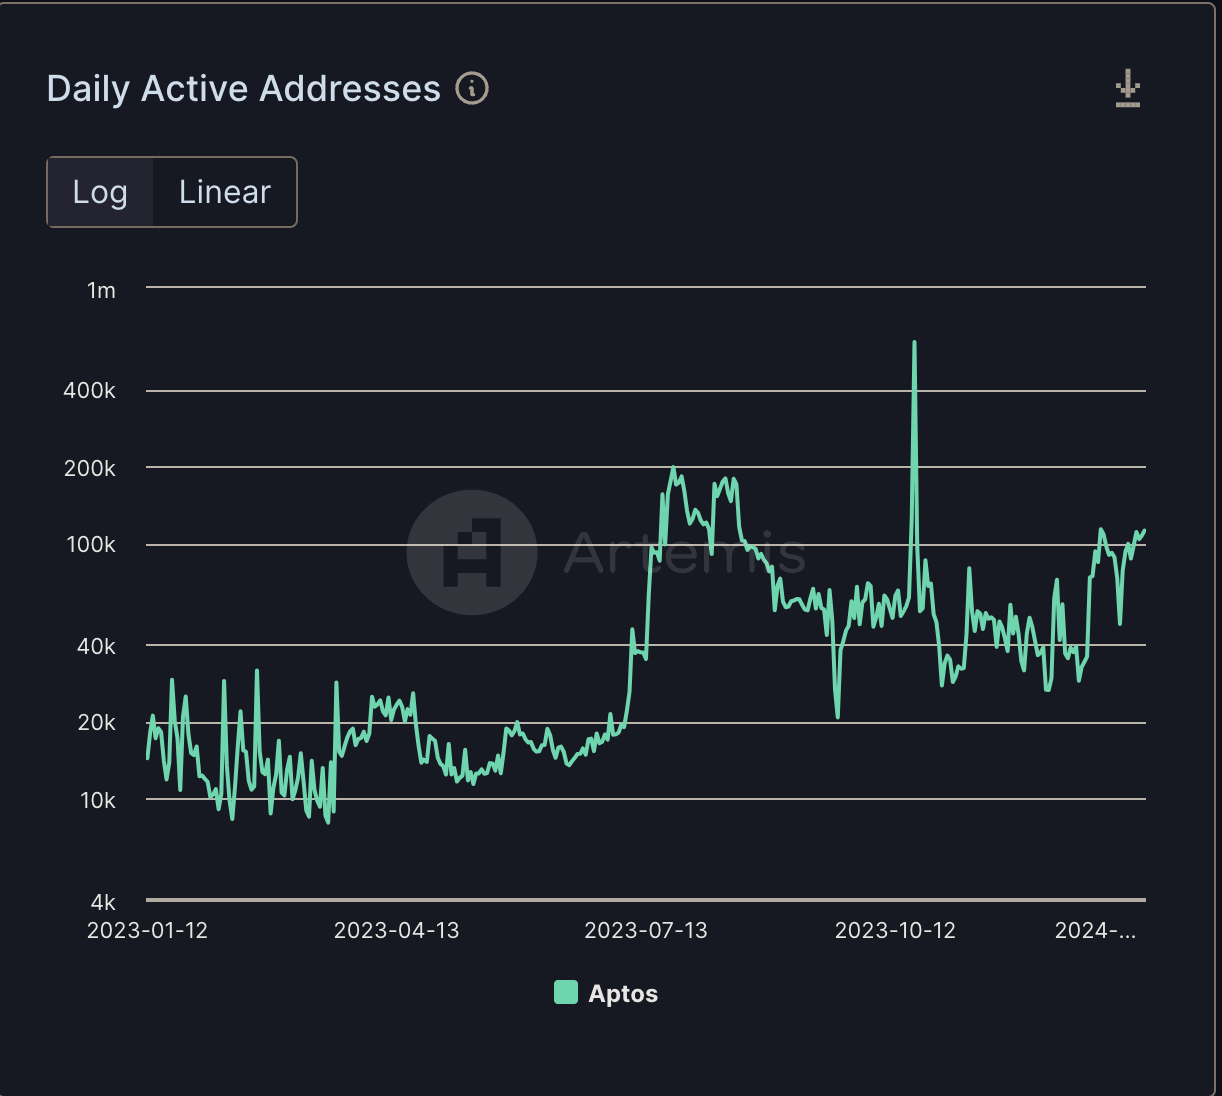 Daily Active Addresses
Log Linear
1m
400k
200k
100k
40k
20k
10k
4k
Artemis
2023-01-12 2023-04-13 2023-07-13 2023-10-12 2024-...
Aptos